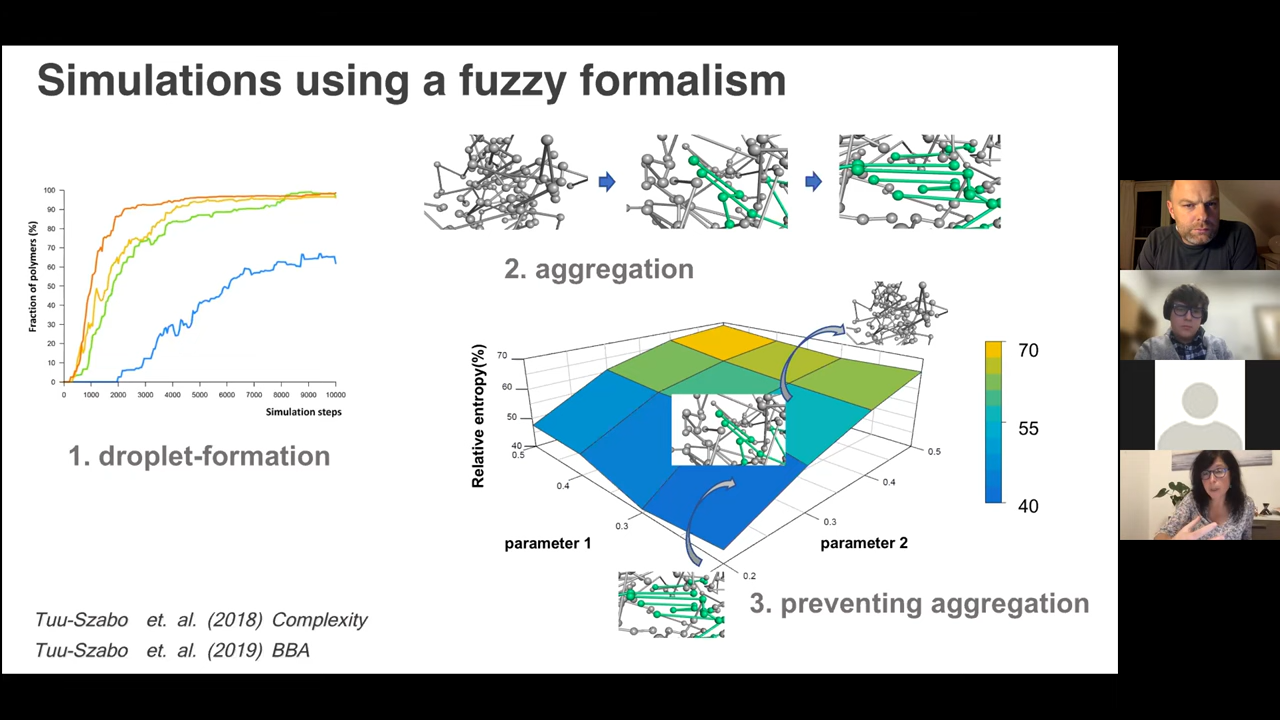 Simulations using a fuzzy formalism
Fraction of polymers (%)
100
90
80
70
60
50
40
30
20
10
0
0 1000 2000 3000 4000 5000 6000 7000 8000 9000 10000
Simulation steps
1. droplet-formation
2. aggregation
Relative entropy(%)
70
60
50
40
0.5
0.4
0.3
parameter 1
0.5
0.4
0.3
0.2
parameter 2
70
55
40
3. preventing aggregation
Tuu-Szabo et. al. (2018) Complexity
Tuu-Szabo et. al. (2019) BBA